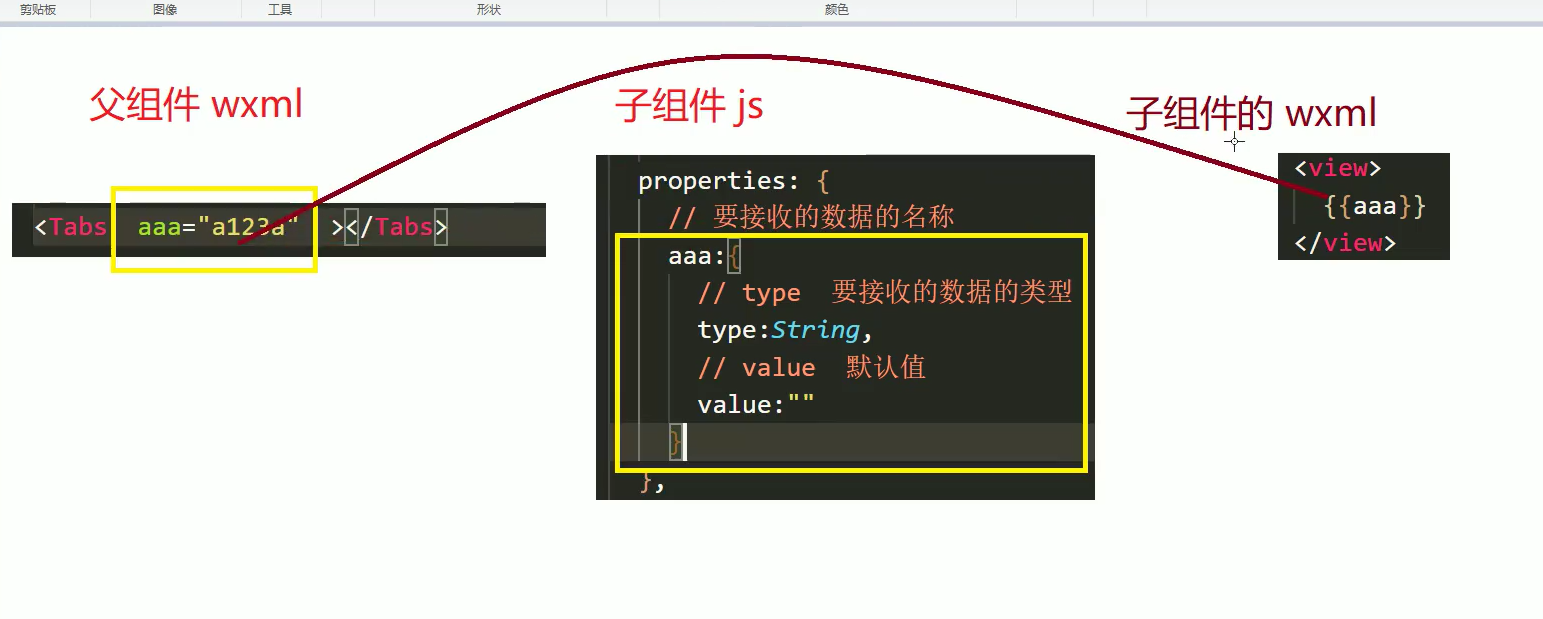 剪贴板 图像 工具 形状 颜色
父组件 wxml
<Tabs aaa="a123a" ></Tabs>
子组件 js
properties: {
// 要接收的数据的名称
aaa:{
// type 要接收的数据的类型
type:String,
// value 默认值
value:""
}
},
子组件的 wxml
<view>
{{aaa}}
</view>